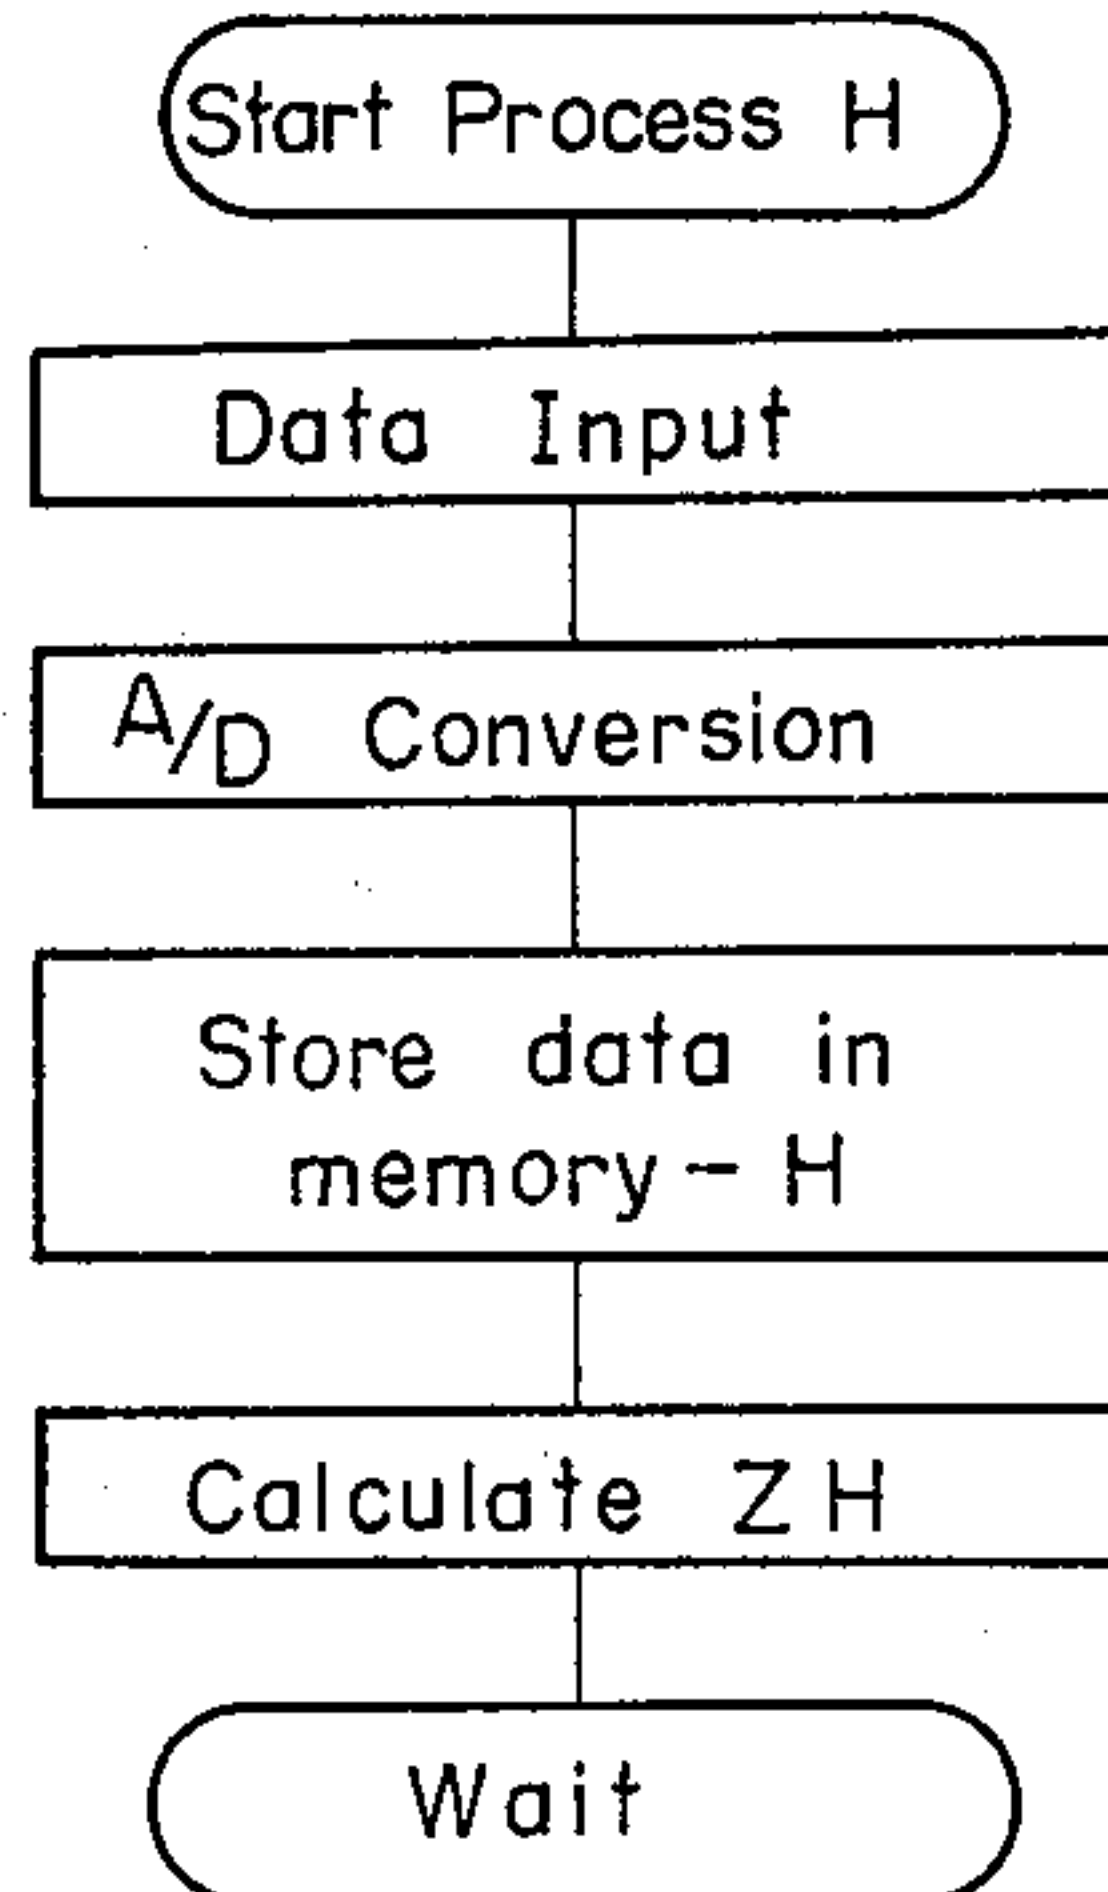 Start Process H
Data Input
A/D Conversion
Store data in
memory - H
Calculate ZH
Wait